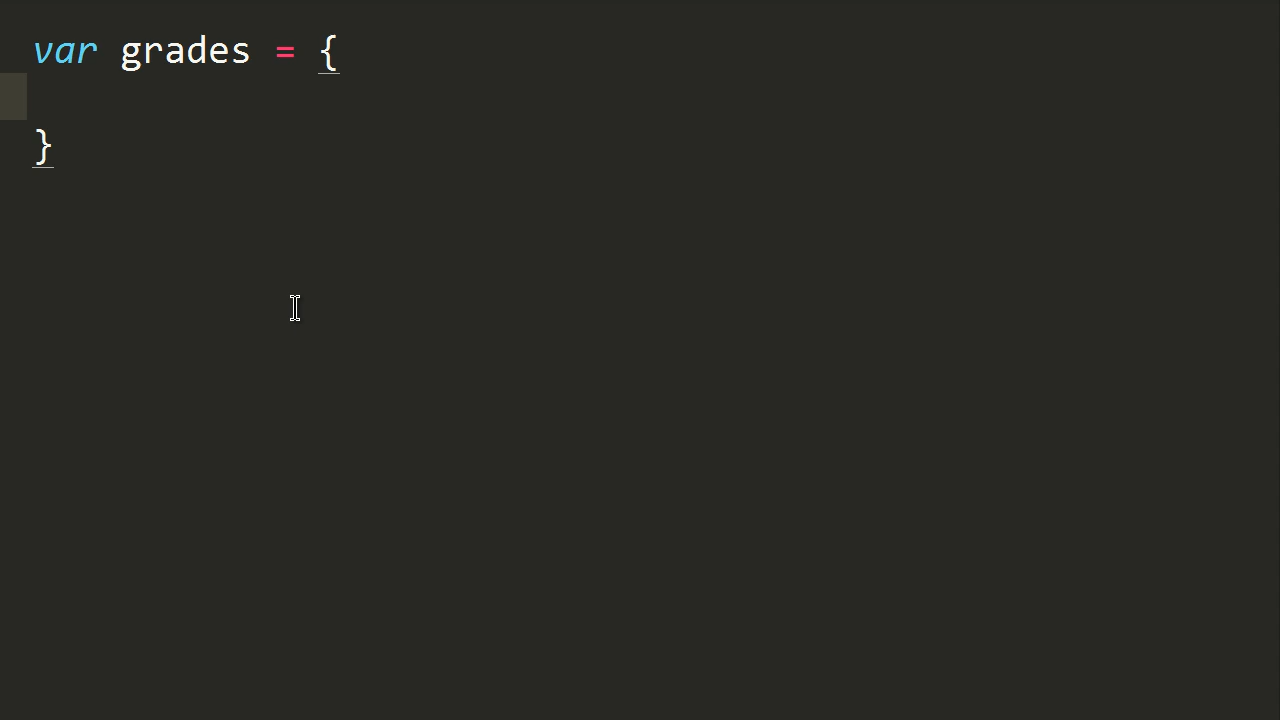 var grades = {
}